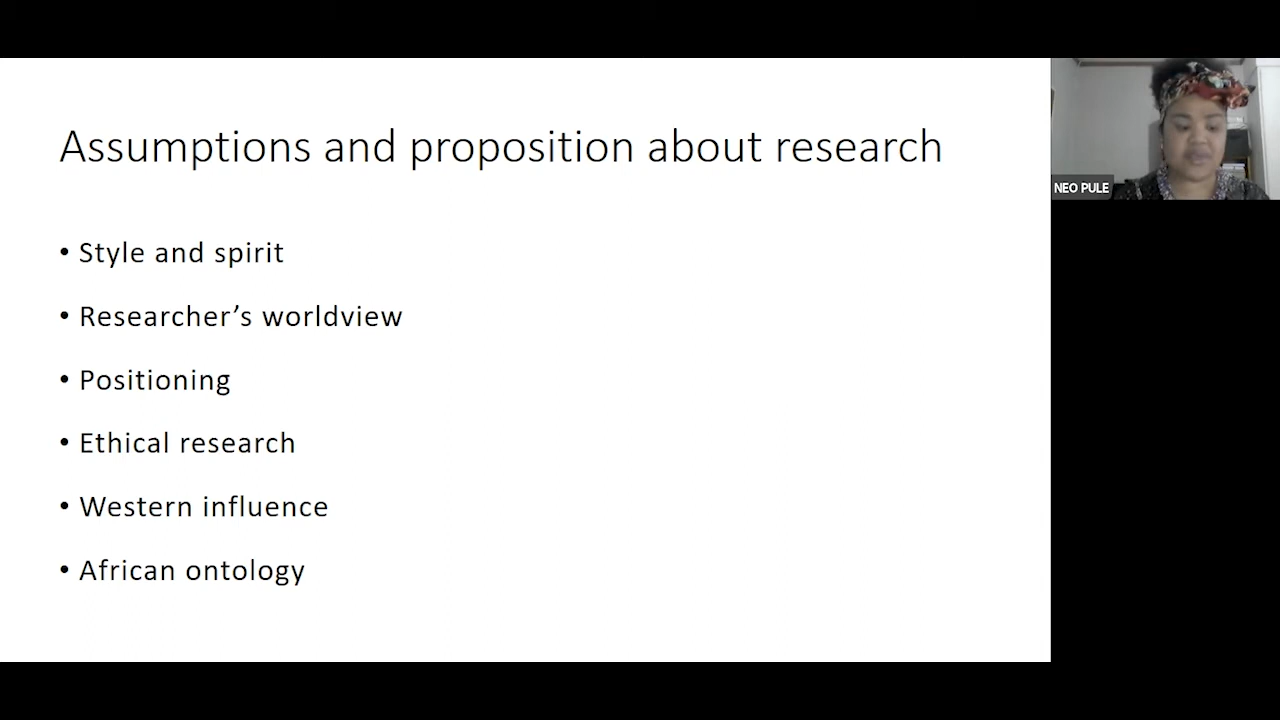 Assumptions and proposition about research
• Style and spirit
• Researcher’s worldview
• Positioning
• Ethical research
• Western influence
• African ontology
NEO PULE